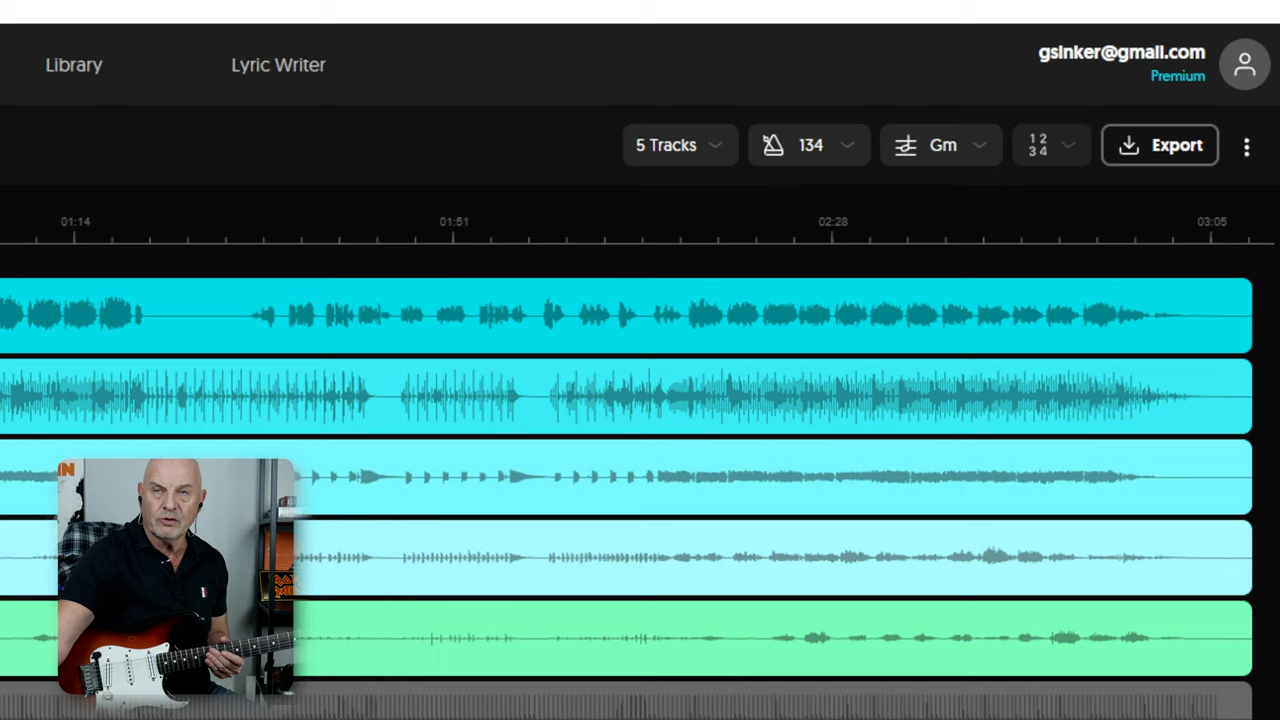 Library
Lyric Writer
gsinker@gmail.com
Premium
5 Tracks
134
Gm
1 2
3 4
Export
01:14
01:51
02:28
03:05
IN